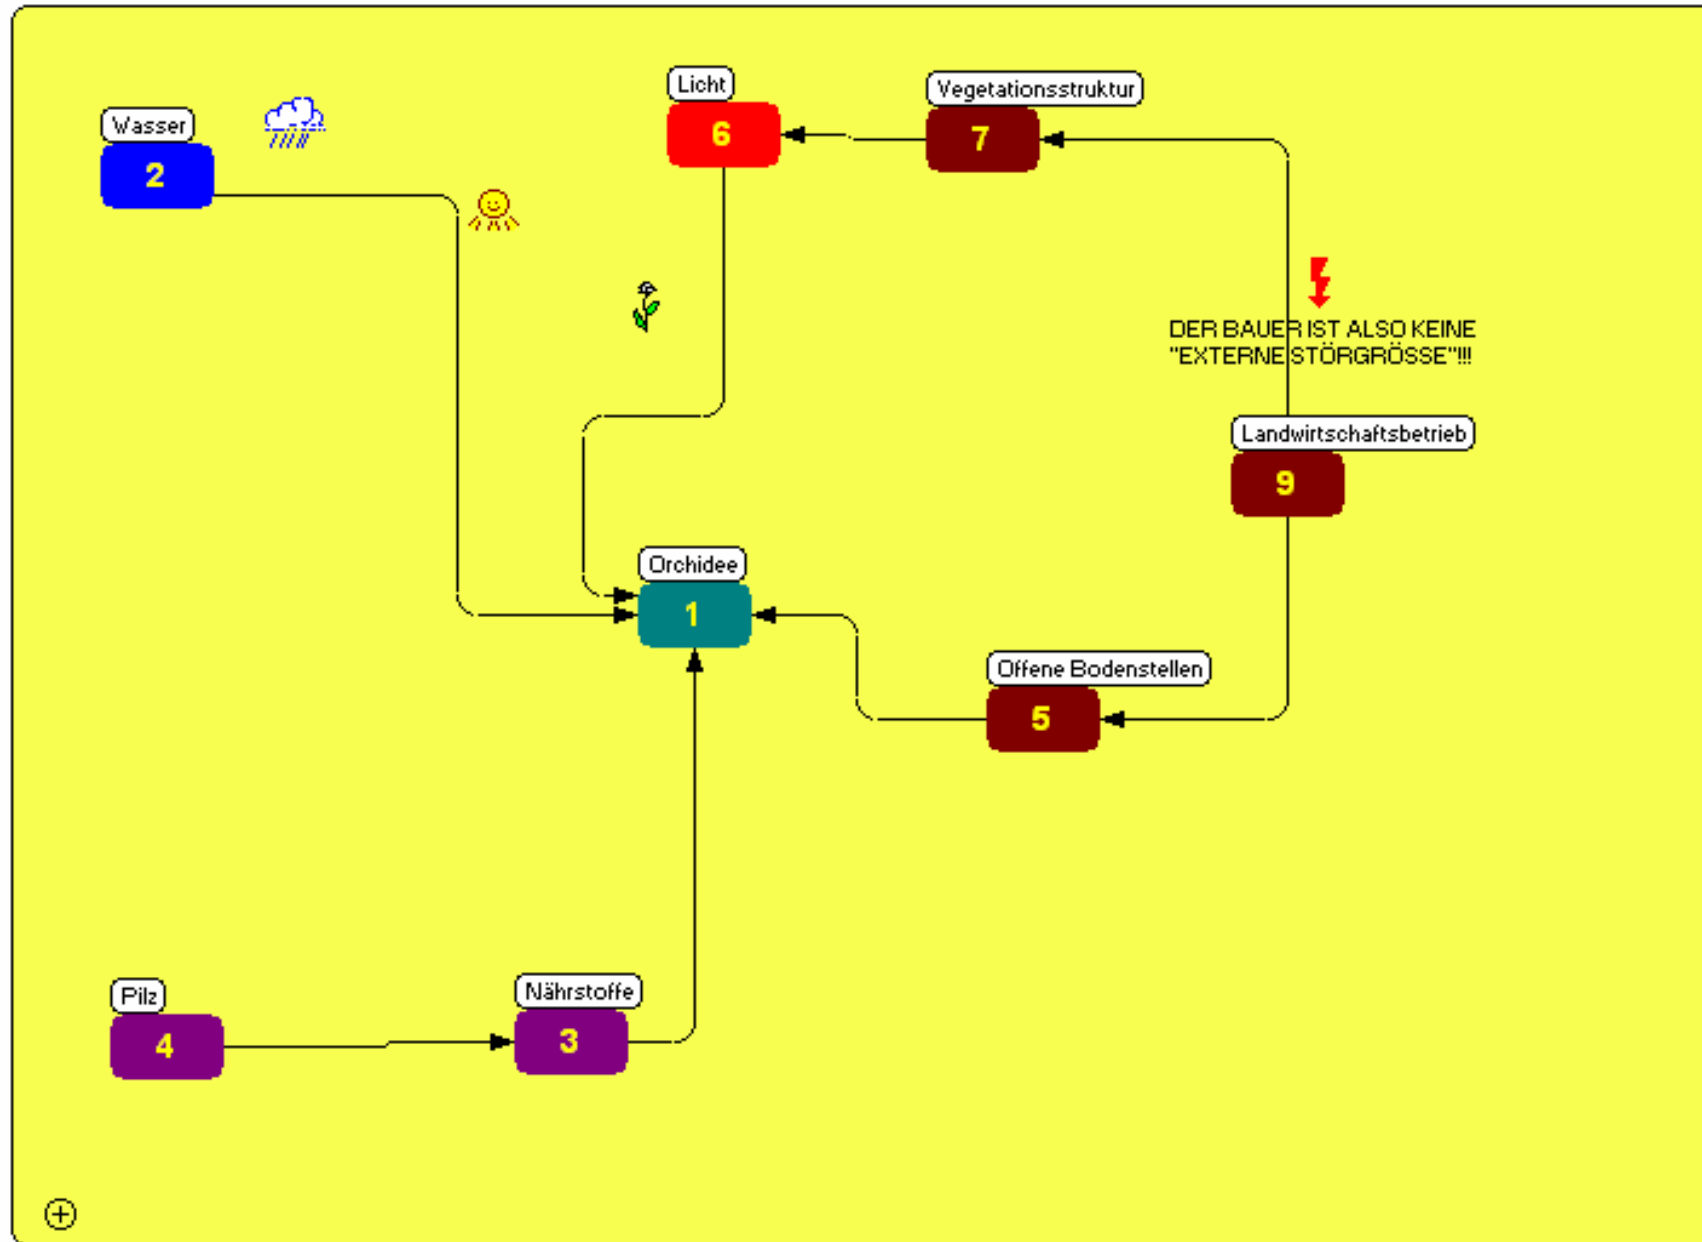 Licht
6
Vegetationsstruktur
7
Wasser
2
DER BAUER IST ALSO KEINE
"EXTERNE STÖRGRÖSSE"!!!
Landwirtschaftsbetrieb
9
Orchidee
1
Offene Bodenstellen
5
Pilz
4
Nährstoffe
3